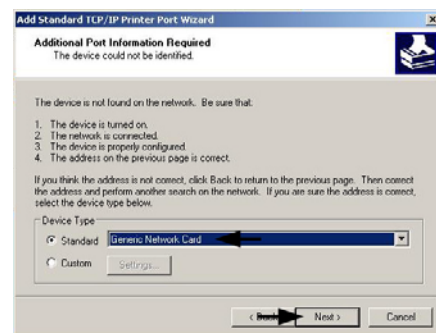 Add Standard TCP/IP Printer Port Wizard
Additional Port Information Required
The device could not be identified.
The device is not found on the network. Be sure that:
1. The device is turned on.
2. The network is connected.
3. The device is properly configured.
4. The address on the previous page is correct.
If you think the address is not correct, click Back to return to the previous page. Then correct
the address and perform another search on the network. If you are sure the address is correct,
select the device type below.
Device Type
Standard Generic Network Card
Custom Settings...
< Next > Cancel